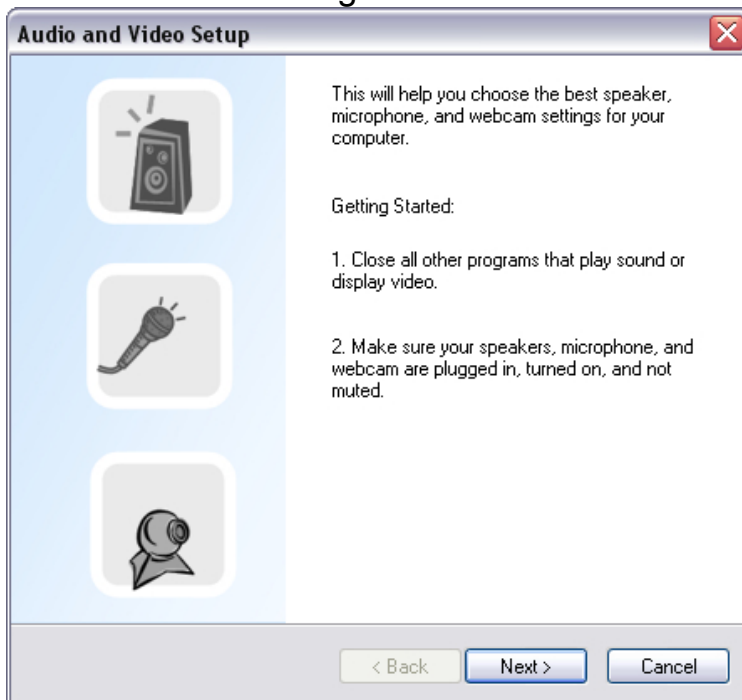 Audio and Video Setup
This will help you choose the best speaker,
microphone, and webcam settings for your
computer.
Getting Started:
1. Close all other programs that play sound or
display video.
2. Make sure your speakers, microphone, and
webcam are plugged in, turned on, and not
muted.
< Back
Next >
Cancel